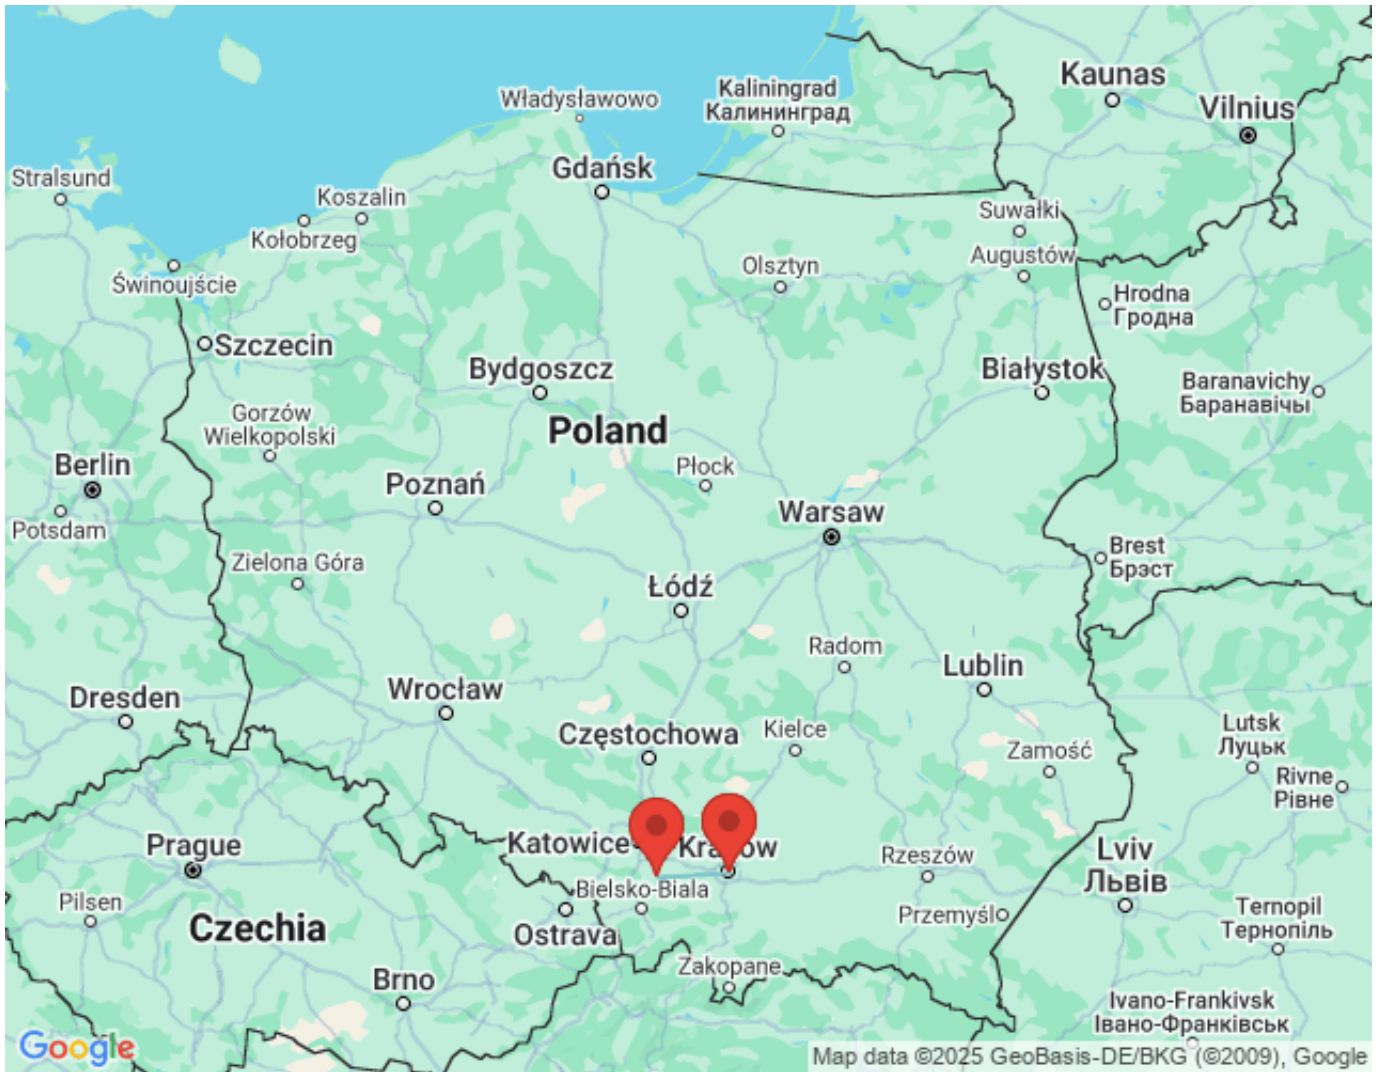 Władysławowo
Kaliningrad
Калининград
Kaunas
Vilnius
Stralsund
Gdańsk
Koszalin
Kołobrzeg
Suwałki
Augustów
Świnoujście
Olsztyn
Hrodna
Гродна
Szczecin
Bydgoszcz
Białystok
Baranavichy
Баранавічы
Gorzów
Wielkopolski
Poland
Berlin
Płock
Poznań
Potsdam
Warsaw
Brest
Брэст
Zielona Góra
Łódź
Radom
Lublin
Dresden
Wrocław
Częstochowa
Kielce
Zamość
Lutsk
Луцьк
Rivne
Рівне
Prague
Katowice
Krakow
Rzeszów
Lviv
Львів
Bielsko-Biala
Pilsen
Czechia
Ostrava
Przemyśl
Ternopil
Тернопіль
Brno
Zakopane
Ivano-Frankivsk
Івано-Франківськ
Google
Map data ©2025 GeoBasis-DE/BKG (©2009), Google